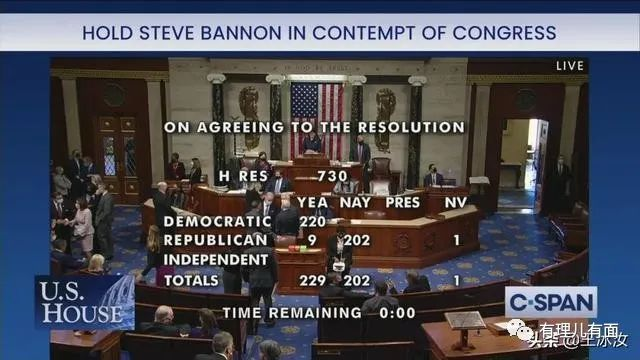 HOLD STEVE BANNON IN CONTEMPT OF CONGRESS
LIVE
ON AGREEING TO THE RESOLUTION
H RES 730
YEA NAY PRES NV
DEMOCRATIC 220
REPUBLICAN 9 202 1
INDEPENDENT
TOTALS 229 202 1
TIME REMAINING 0:00
U.S. HOUSE
C-SPAN
有理儿有面
头条@王冰汝